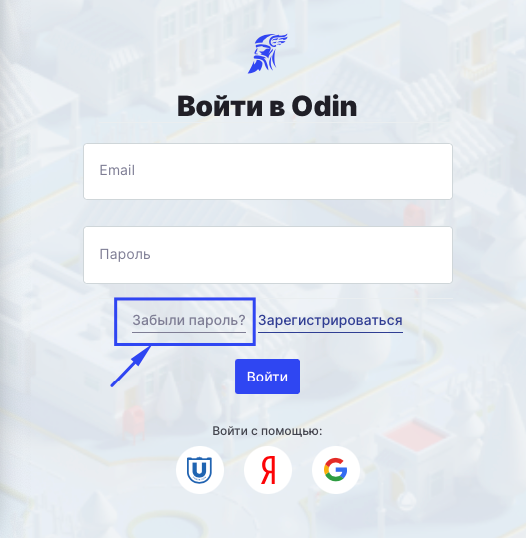 Войти в Odin
Email
Пароль
Забыли пароль? Зарегистрироваться
Войти
Войти с помощью: